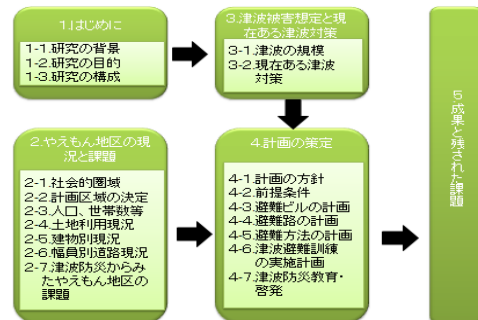 1.はじめに
1-1.研究の背景
1-2.研究の目的
1-3.研究の構成
3.津波被害想定と現
在ある津波対策
3-1.津波の規模
3-2.現在ある津波
対策
2.やえもん地区の現
況と課題
2-1.社会的圏域
2-2.計画区域の決定
2-3.人口、世帯数等
2-4.土地利用現況
2-5.建物別現況
2-6.幅員別道路現況
2-7.津波防災からみ
たやえもん地区の
課題
4.計画の策定
4-1.計画の方針
4-2.前提条件
4-3.避難ビルの計画
4-4.避難路の計画
4-5.避難方法の計画
4-6.津波避難訓練
の実施計画
4-7.津波防災教育・
啓発
5.成果と残された課題